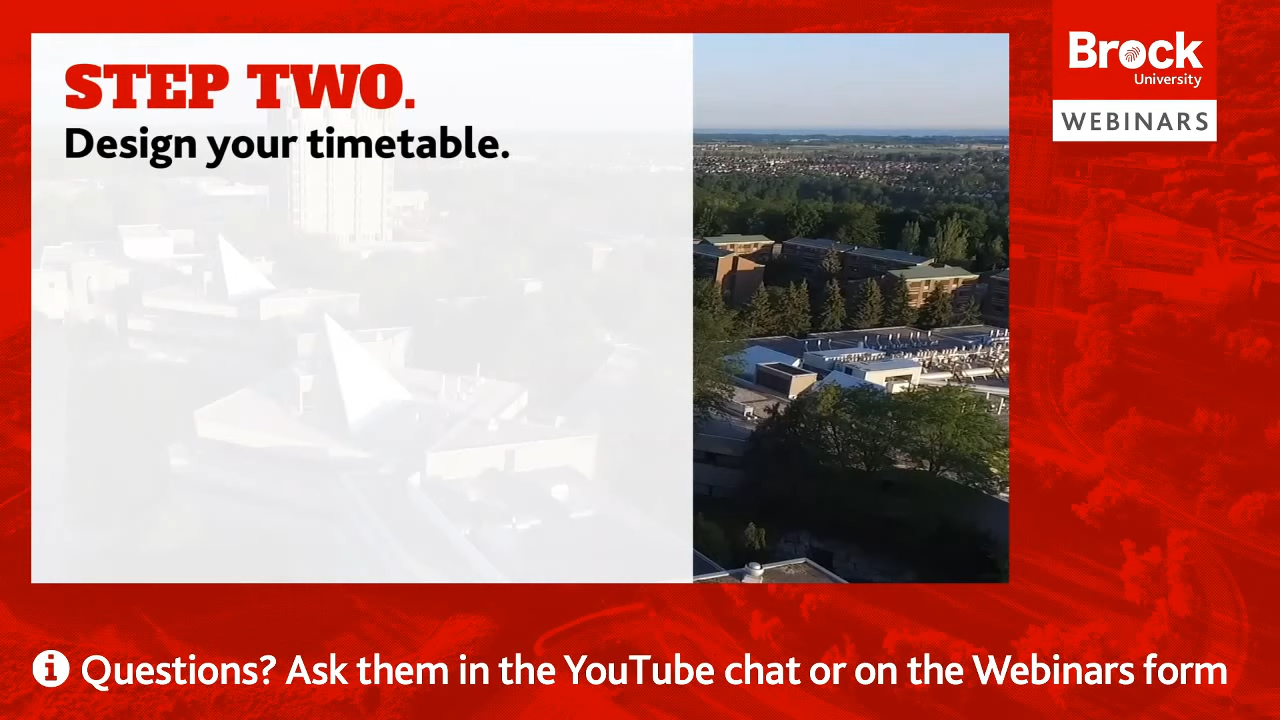 STEP TWO.
Design your timetable.
Brock
University
WEBINARS
Questions? Ask them in the YouTube chat or on the Webinars form